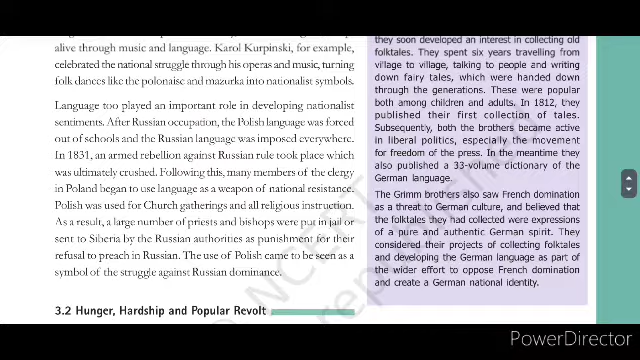 alive through music and language. Karol Kurpinski, for example,
celebrated the national struggle through his operas and music, turning
folk dances like the polonaise and mazurka into nationalist symbols.
Language too played an important role in developing nationalist
sentiments. After Russian occupation, the Polish language was forced
out of schools and the Russian language was imposed everywhere.
In 1831, an armed rebellion against Russian rule took place which
was ultimately crushed. Following this, many members of the clergy
in Poland began to use language as a weapon of national resistance.
Polish was used for Church gatherings and all religious instruction.
As a result, a large number of priests and bishops were put in jail or
sent to Siberia by the Russian authorities as punishment for their
refusal to preach in Russian. The use of Polish came to be seen as a
symbol of the struggle against Russian dominance.
3.2 Hunger, Hardship and Popular Revolt
they soon developed an interest in collecting old
folktales. They spent six years travelling from
village to village, talking to people and writing
down fairy tales, which were handed down
through the generations. These were popular
both among children and adults. In 1812, they
published their first collection of tales.
Subsequently, both the brothers became active
in liberal politics, especially the movement
for freedom of the press. In the meantime they
also published a 33-volume dictionary of the
German language.
The Grimm brothers also saw French domination
as a threat to German culture, and believed that
the folktales they had collected were expressions
of a pure and authentic German spirit. They
considered their projects of collecting folktales
and developing the German language as part of
the wider effort to oppose French domination
and create a German national identity.
NCERT
PowerDirector